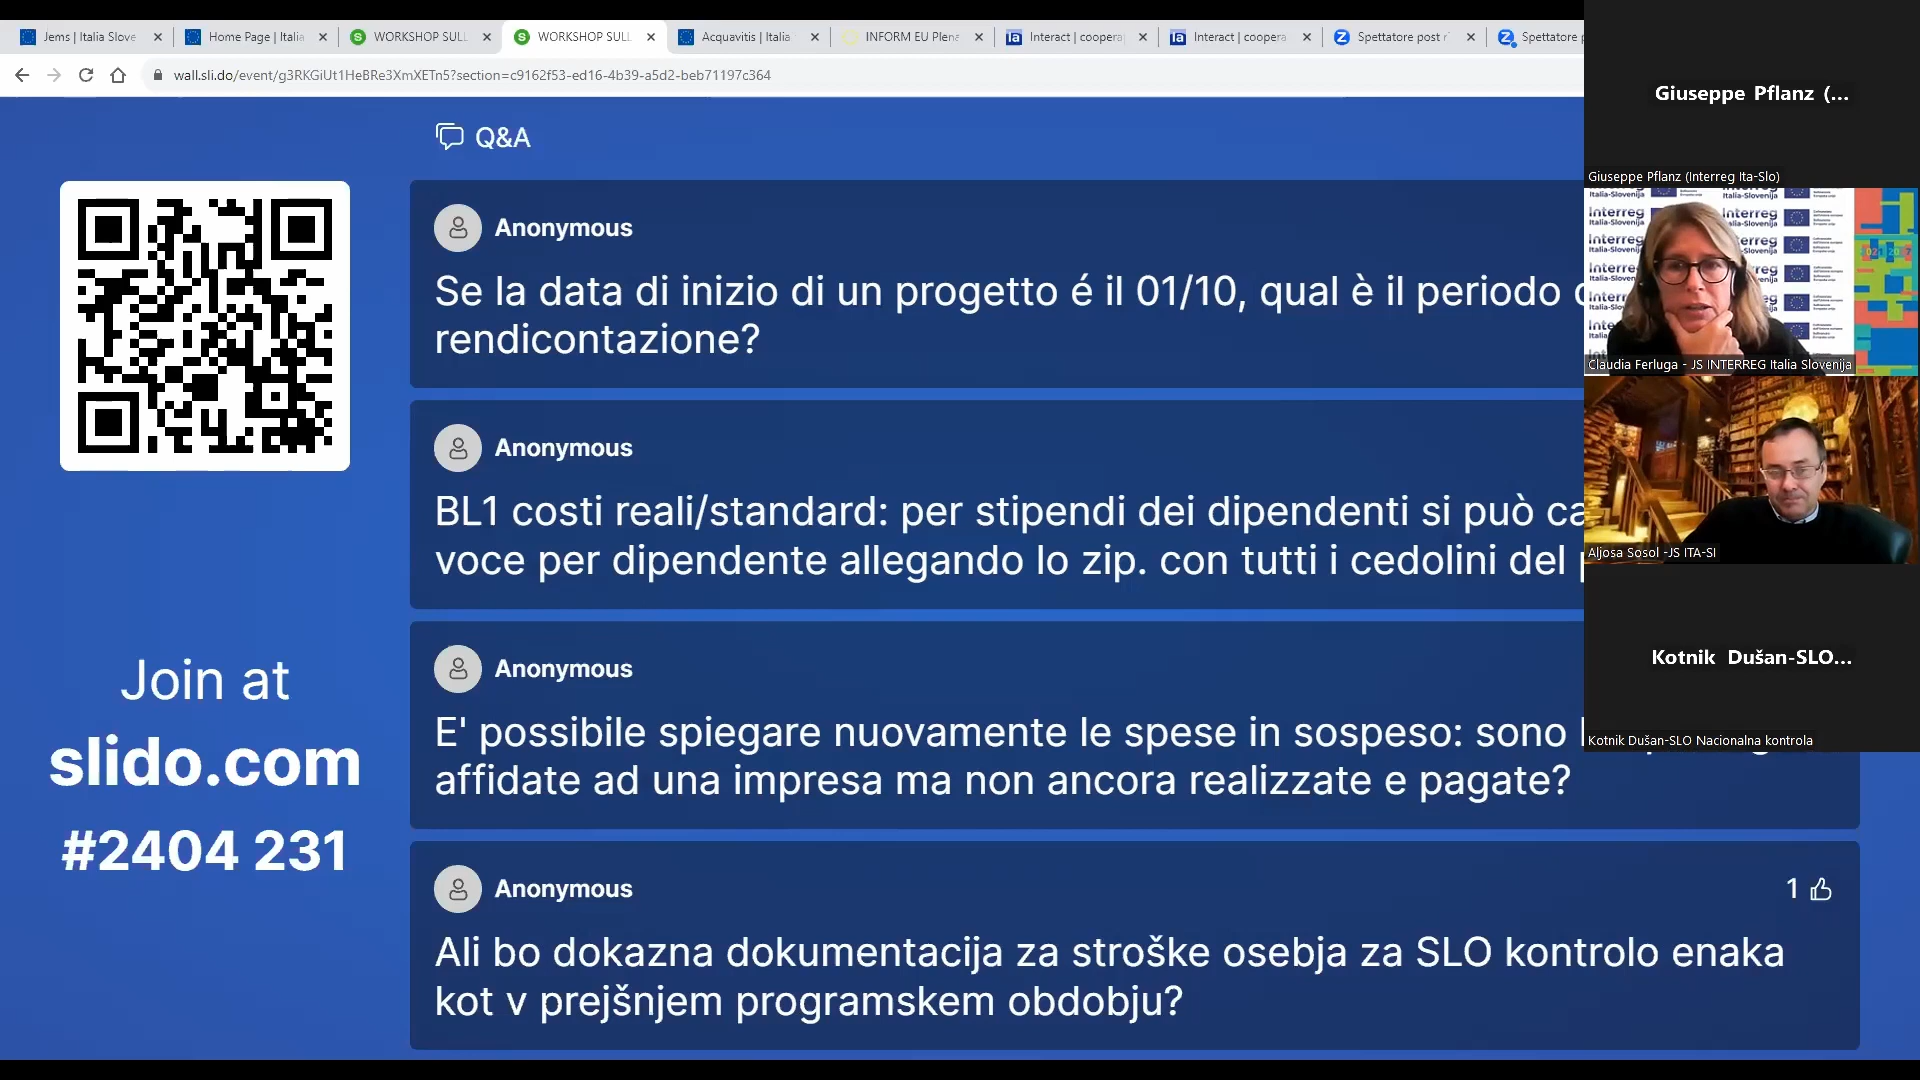 Jems | Italia Slove
Home Page | Italia
WORKSHOP SULL
WORKSHOP SULL
Acquavitis | Italia
INFORM EU Plena
Interact | coopera
Interact | coopera
Spettatore post r
Spettatore p
wall.sli.do/event/g3RKGiUt1HeBRe3XmXETn5?section=c9162f53-ed16-4b39-a5d2-beb71197c364
Q&A
Anonymous
Se la data di inizio di un progetto é il 01/10, qual è il periodo
rendicontazione?
Anonymous
BL1 costi reali/standard: per stipendi dei dipendenti si può ca
voce per dipendente allegando lo zip. con tutti i cedolini del
Anonymous
E' possibile spiegare nuovamente le spese in sospeso: sono
affidate ad una impresa ma non ancora realizzate e pagate?
Anonymous
1
Ali bo dokazna dokumentacija za stroške osebja za SLO kontrolo enaka
kot v prejšnjem programskem obdobju?
Join at
slido.com
#2404 231
Giuseppe Pflanz (...
Giuseppe Pflanz (Interreg Ita-Slo)
Interreg
Italia-Slovenija
Claudia Ferluga - JS INTERREG Italia Slovenija
Aljosa Sosol -JS ITA-SI
Kotnik Dušan-SLO...
Kotnik Dušan-SLO Nacionalna kontrola